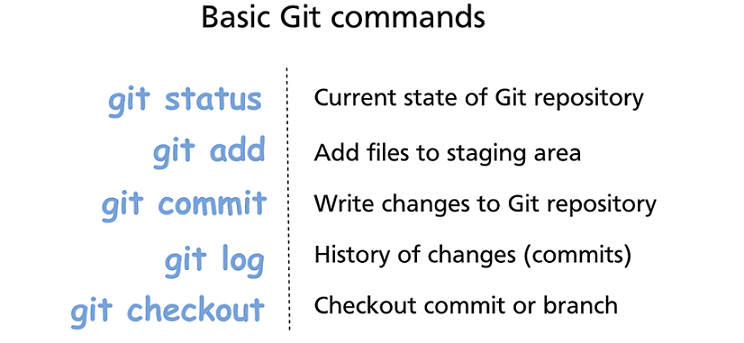 Basic Git commands
git status Current state of Git repository
git add Add files to staging area
git commit Write changes to Git repository
git log History of changes (commits)
git checkout Checkout commit or branch